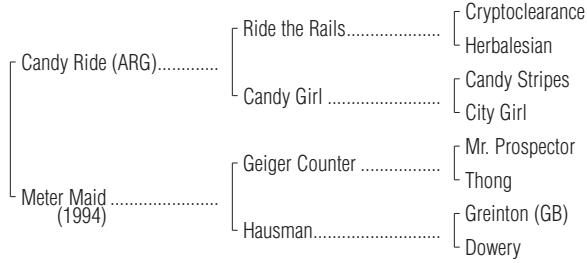 Cryptoclearance
Ride the Rails.....................
Herbalesian
Candy Ride (ARG).............
Candy Stripes
Candy Girl .........................
City Girl
Mr. Prospector
Geiger Counter ..................
Thong
Meter Maid ........................
(1994)
Greinton (GB)
Hausman............................
Dowery